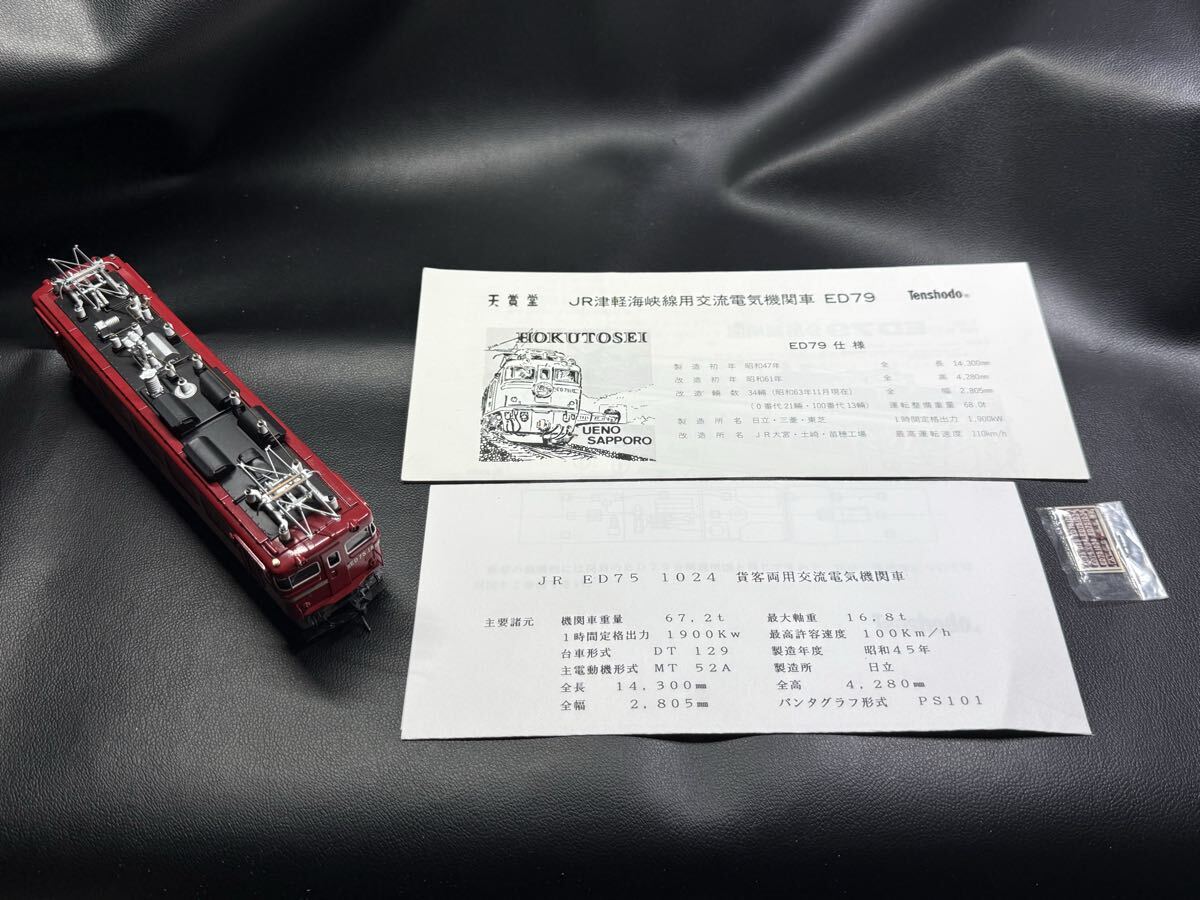 天賞堂 JR津軽海峡線用交流電気機関車 ED79 Tenshodo®
HOKUTOSEI
UENO
SAPPORO
ED79 仕様
製造初年 昭和47年 全長 14,300㎜
改造初年 昭和61年 全高 4,280㎜
改造輌数 34輌(昭和63年11月現在) 全幅 2,805㎜
(0番代21輌・100番代13輌) 運転整備重量 68.0t
製造所名 日立・三菱・東芝 1時間定格出力 1,900kW
改造所名 JR大宮・土崎・苗穂工場 最高運転速度 110km/h
JR ED75 1024 貨客両用交流電気機関車
主要諸元 機関車重量 67,2t 最大軸重 16,8t
1時間定格出力 1900Kw 最高許容速度 100Km/h
台車形式 DT 129 製造年度 昭和45年
主電動機形式 MT 52A 製造所 日立
全長 14,300㎜ 全高 4,280㎜
全幅 2,805㎜ パンタグラフ形式 PS101